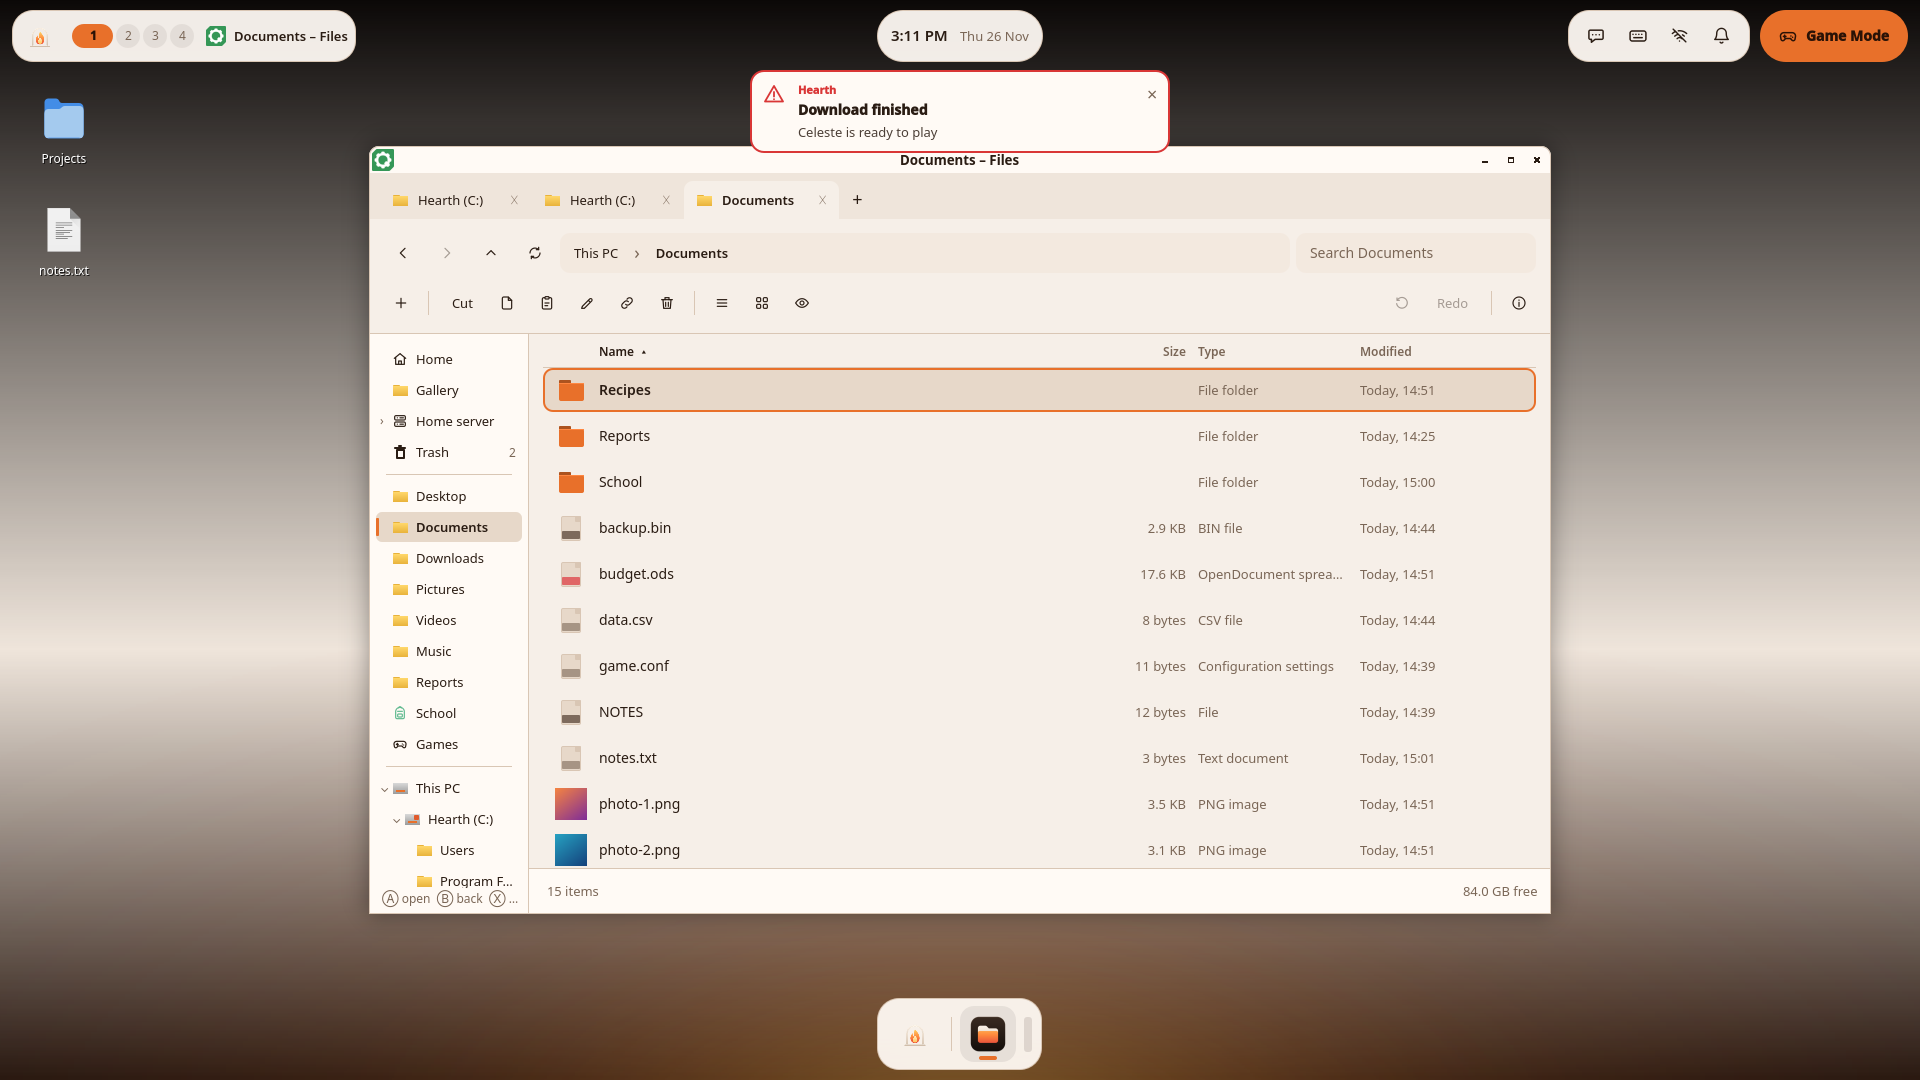 1 2 3 4 Documents – Files
3:11 PM Thu 26 Nov
Game Mode
Hearth
Download finished
Celeste is ready to play
Projects
notes.txt
Documents – Files
Hearth (C:) X Hearth (C:) X Documents X +
This PC › Documents
Search Documents
Cut
Redo
Home
Gallery
Home server
Trash 2
Desktop
Documents
Downloads
Pictures
Videos
Music
Reports
School
Games
This PC
Hearth (C:)
Users
Program F...
A open B back X ...
Name Size Type Modified
Recipes File folder Today, 14:51
Reports File folder Today, 14:25
School File folder Today, 15:00
backup.bin 2.9 KB BIN file Today, 14:44
budget.ods 17.6 KB OpenDocument sprea... Today, 14:51
data.csv 8 bytes CSV file Today, 14:44
game.conf 11 bytes Configuration settings Today, 14:39
NOTES 12 bytes File Today, 14:39
notes.txt 3 bytes Text document Today, 15:01
photo-1.png 3.5 KB PNG image Today, 14:51
photo-2.png 3.1 KB PNG image Today, 14:51
15 items 84.0 GB free